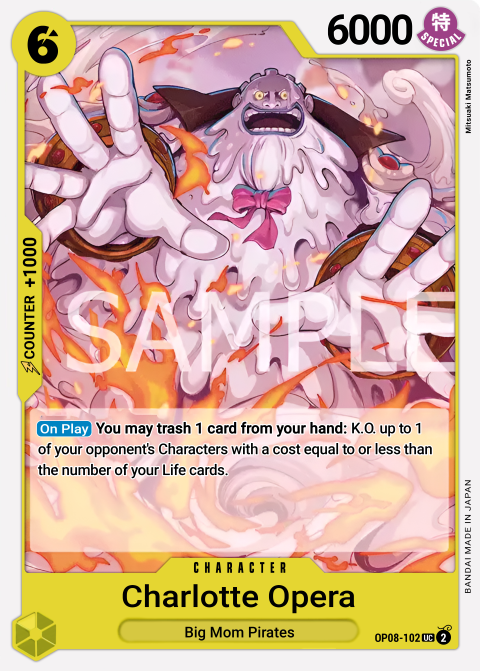 6
6000
特
SPECIAL
Mitsuaki Matsumoto
COUNTER +1000
SAMPLE
On Play You may trash 1 card from your hand: K.O. up to 1
of your opponent's Characters with a cost equal to or less than
the number of your Life cards.
BANDAI MADE IN JAPAN
CHARACTER
Charlotte Opera
Big Mom Pirates
OP08-102 UC 2